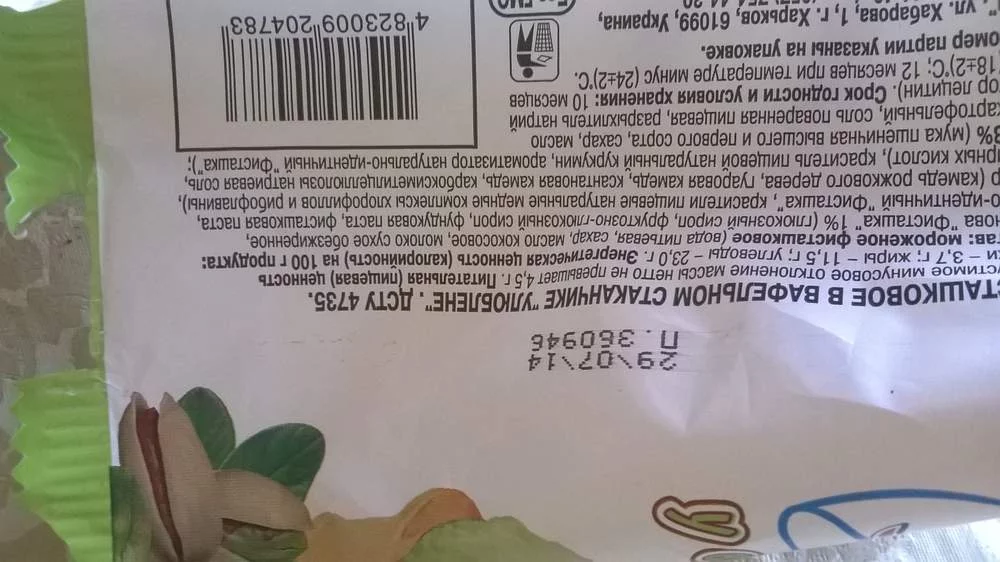 29\07\14
П. 360946
СТАШКОВОЕ В ВАФЕЛЬНОМ СТАКАНЧИКЕ "УЛЮБЛЕНЕ". ДСТУ 4735.
устимое минусовое отклонение массы нетто не превышает 4,5 г. Питательная (пищевая) ценность
ки – 3,7 г; жиры – 11,5 г; углеводы – 23,0 г. Энергетическая ценность (калорийность) на 100 г продукта:
тав: мороженое фисташковое (вода питьевая, сахар, масло кокосовое, молоко сухое обезжиренное,
нова "Фисташка" 1% (глюкозный сироп, фруктозно-глюкозный сироп, фундуковая паста, фисташковая паста,
о-идентичный "Фисташка", красители пищевые натуральные медные комплексы хлорофиллов и рибофлавины),
р (камедь рожкового дерева, гуаровая камедь, ксантановая камедь, карбоксиметилцеллюлозы натриевая соль,
рных кислот), краситель пищевой натуральный куркумин, ароматизатор натурально-идентичный "Фисташка");
3% (мука пшеничная высшего и первого сорта, сахар, масло
артофельный, соль поваренная пищевая, разрыхлитель натрий
ор лецитин). Срок годности и условия хранения: 10 месяцев
18±2)°С; 12 месяцев при температуре минус (24±2)°С.
омер партии указаны на упаковке.
", ул. Хабарова, 1, г. Харьков, 61099, Украина,
4 823009 204783